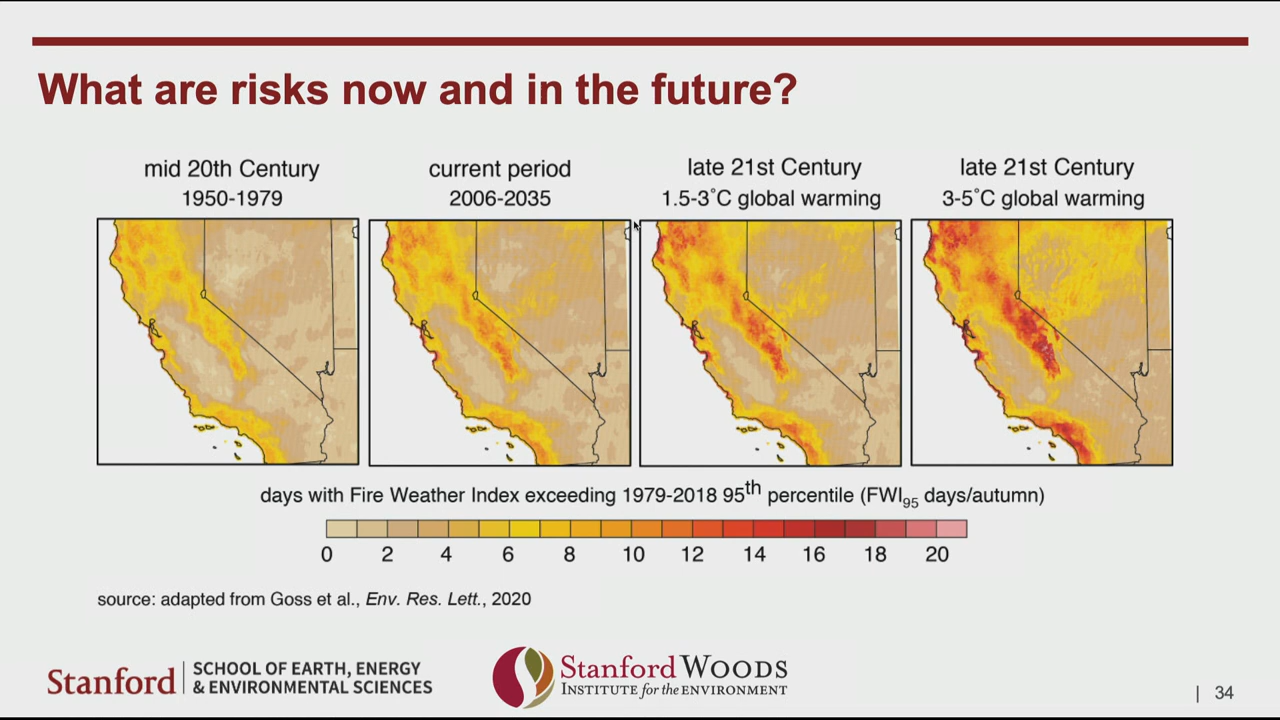 What are risks now and in the future?
mid 20th Century
1950-1979
current period
2006-2035
late 21st Century
1.5-3˚C global warming
late 21st Century
3-5˚C global warming
days with Fire Weather Index exceeding 1979-2018 95th percentile (FWI95 days/autumn)
0 2 4 6 8 10 12 14 16 18 20
source: adapted from Goss et al., Env. Res. Lett., 2020
Stanford
SCHOOL OF EARTH, ENERGY
& ENVIRONMENTAL SCIENCES
Stanford WOODS
INSTITUTE for the ENVIRONMENT
| 34